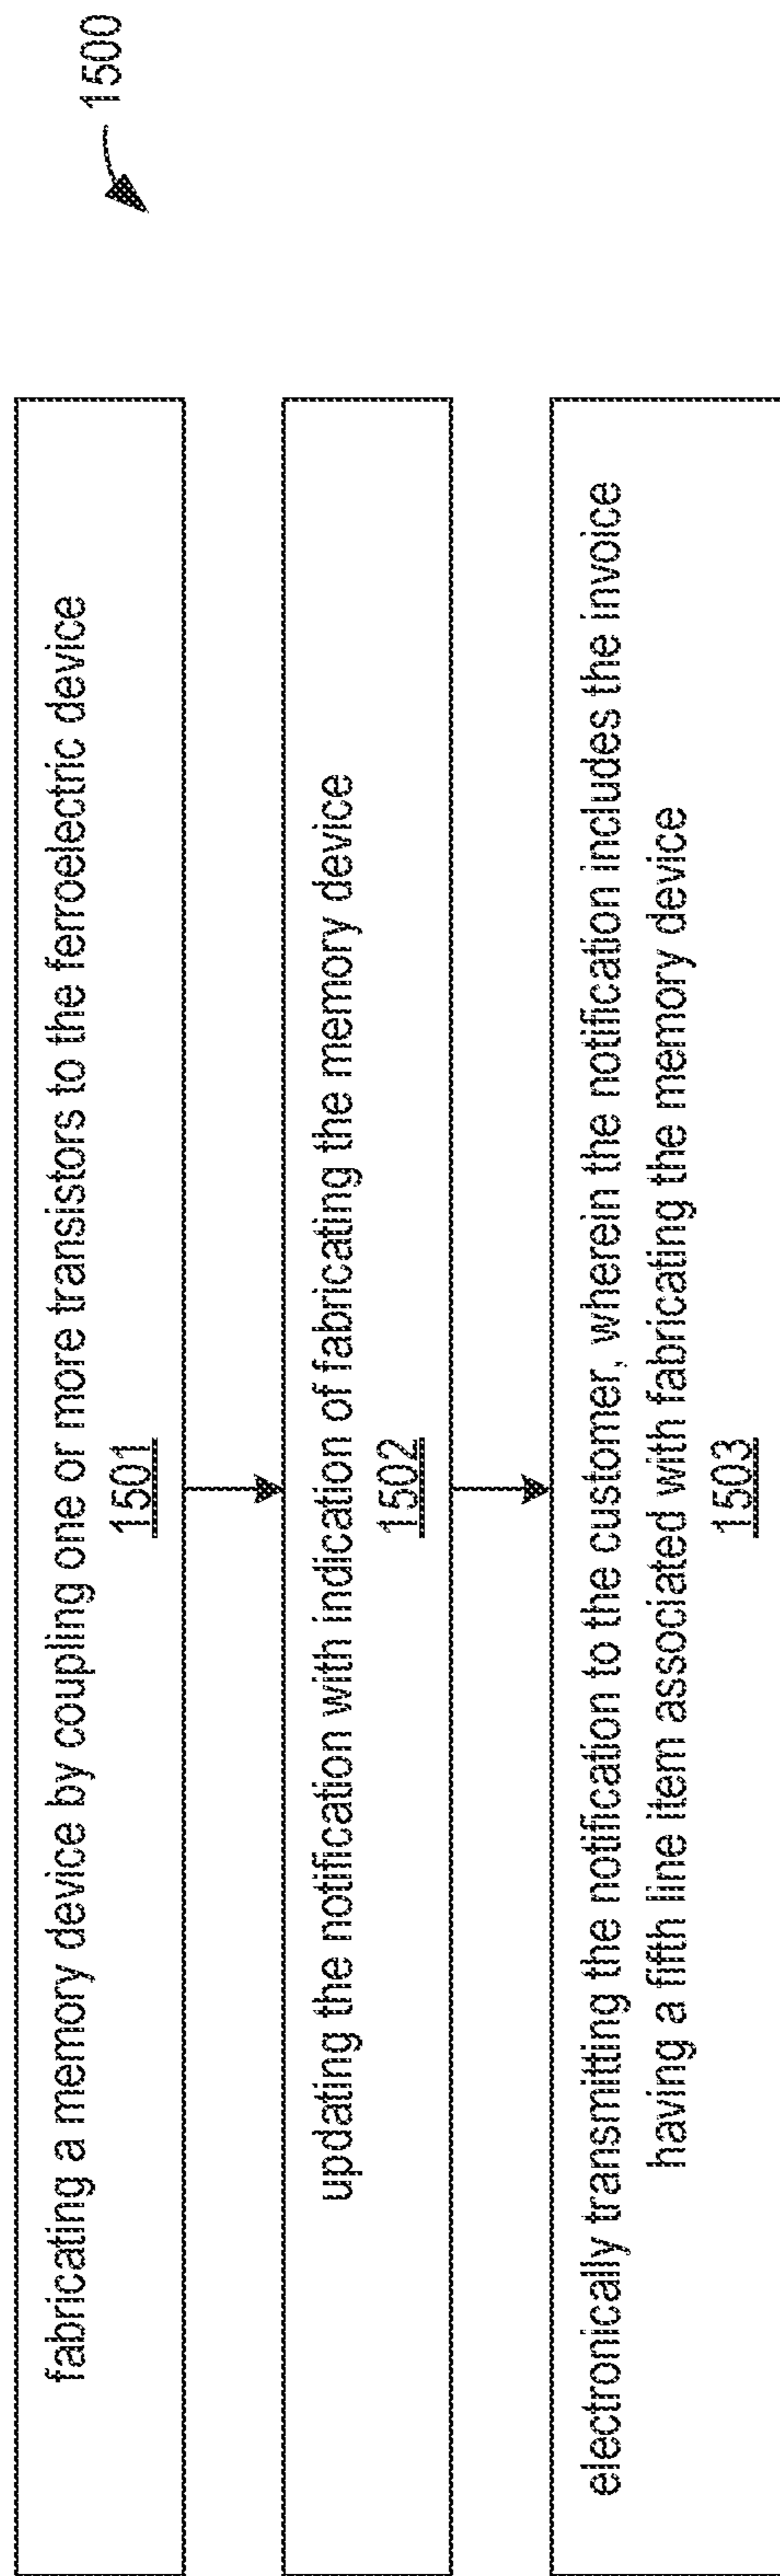 1500
fabricating a memory device by coupling one or more transistors to the ferroelectric device
1501
updating the notification with indication of fabricating the memory device
1502
electronically transmitting the notification to the customer, wherein the notification includes the invoice
having a fifth line item associated with fabricating the memory device
1503